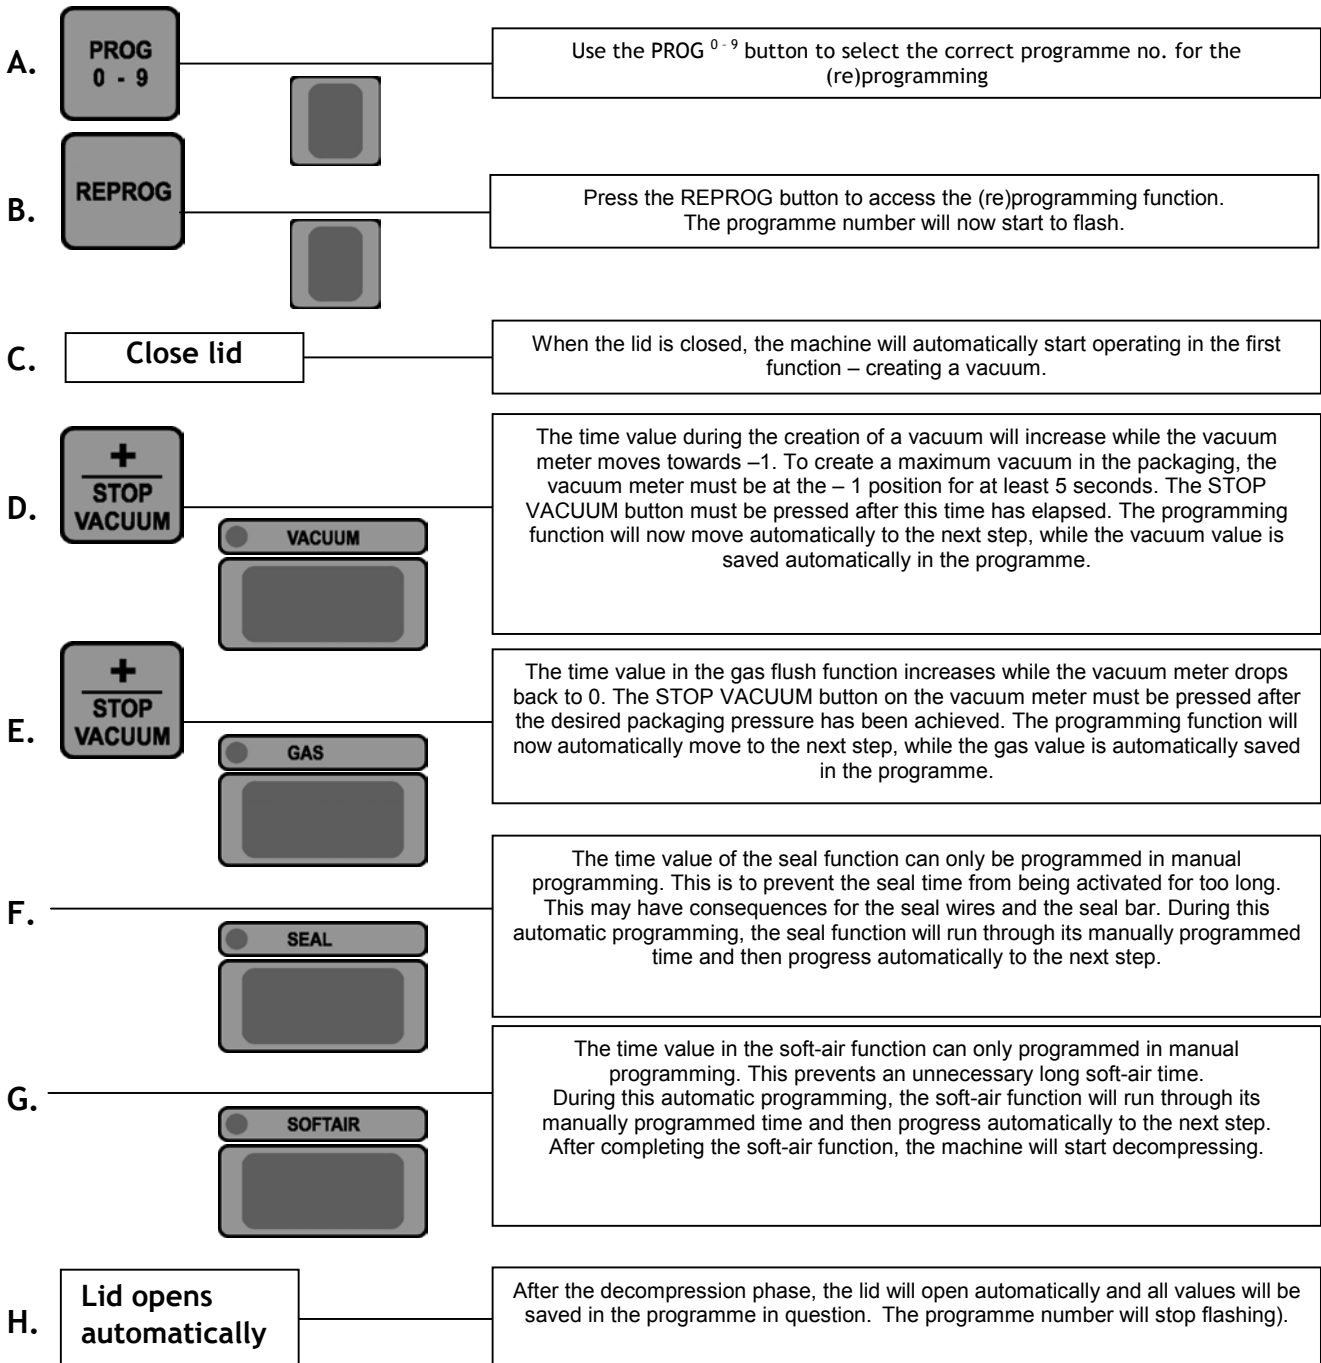 A.
PROG
0 - 9
Use the PROG 0 - 9 button to select the correct programme no. for the
(re)programming
B.
REPROG
Press the REPROG button to access the (re)programming function.
The programme number will now start to flash.
C.
Close lid
When the lid is closed, the machine will automatically start operating in the first
function – creating a vacuum.
D.
+
STOP
VACUUM
VACUUM
The time value during the creation of a vacuum will increase while the vacuum
meter moves towards –1. To create a maximum vacuum in the packaging, the
vacuum meter must be at the – 1 position for at least 5 seconds. The STOP
VACUUM button must be pressed after this time has elapsed. The programming
function will now move automatically to the next step, while the vacuum value is
saved automatically in the programme.
E.
+
STOP
VACUUM
GAS
The time value in the gas flush function increases while the vacuum meter drops
back to 0. The STOP VACUUM button on the vacuum meter must be pressed after
the desired packaging pressure has been achieved. The programming function will
now automatically move to the next step, while the gas value is automatically saved
in the programme.
F.
SEAL
The time value of the seal function can only be programmed in manual
programming. This is to prevent the seal time from being activated for too long.
This may have consequences for the seal wires and the seal bar. During this
automatic programming, the seal function will run through its manually programmed
time and then progress automatically to the next step.
G.
SOFTAIR
The time value in the soft-air function can only programmed in manual
programming. This prevents an unnecessary long soft-air time.
During this automatic programming, the soft-air function will run through its
manually programmed time and then progress automatically to the next step.
After completing the soft-air function, the machine will start decompressing.
H.
Lid opens
automatically
After the decompression phase, the lid will open automatically and all values will be
saved in the programme in question.  The programme number will stop flashing).